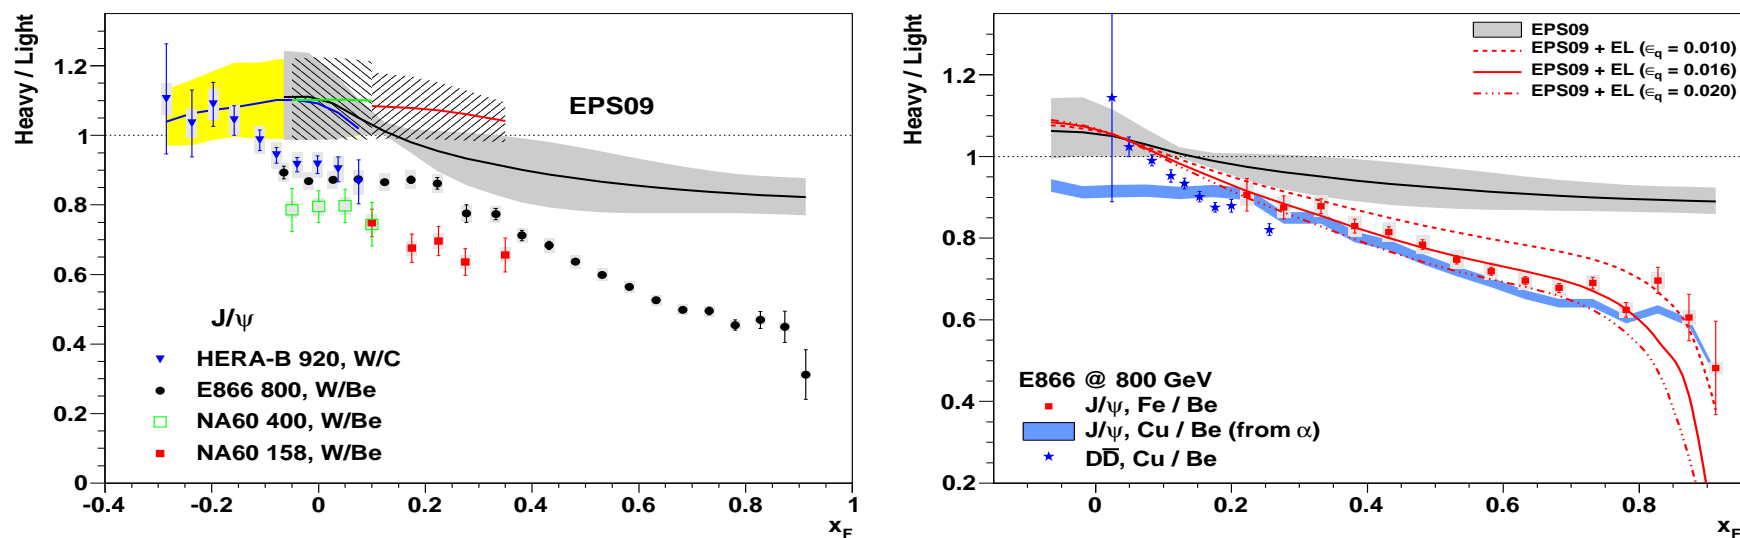 Heavy / Light
1.2
1
0.8
0.6
0.4
0.2
0
-0.4
-0.2
0
0.2
0.4
0.6
0.8
1
x_F
EPS09
J/ψ
HERA-B 920, W/C
E866 800, W/Be
NA60 400, W/Be
NA60 158, W/Be
Heavy / Light
1.2
1
0.8
0.6
0.4
0.2
0
0.2
0.4
0.6
0.8
x_F
EPS09
EPS09 + EL (ϵ_q = 0.010)
EPS09 + EL (ϵ_q = 0.016)
EPS09 + EL (ϵ_q = 0.020)
E866 @ 800 GeV
J/ψ, Fe / Be
J/ψ, Cu / Be (from α)
DD̅, Cu / Be